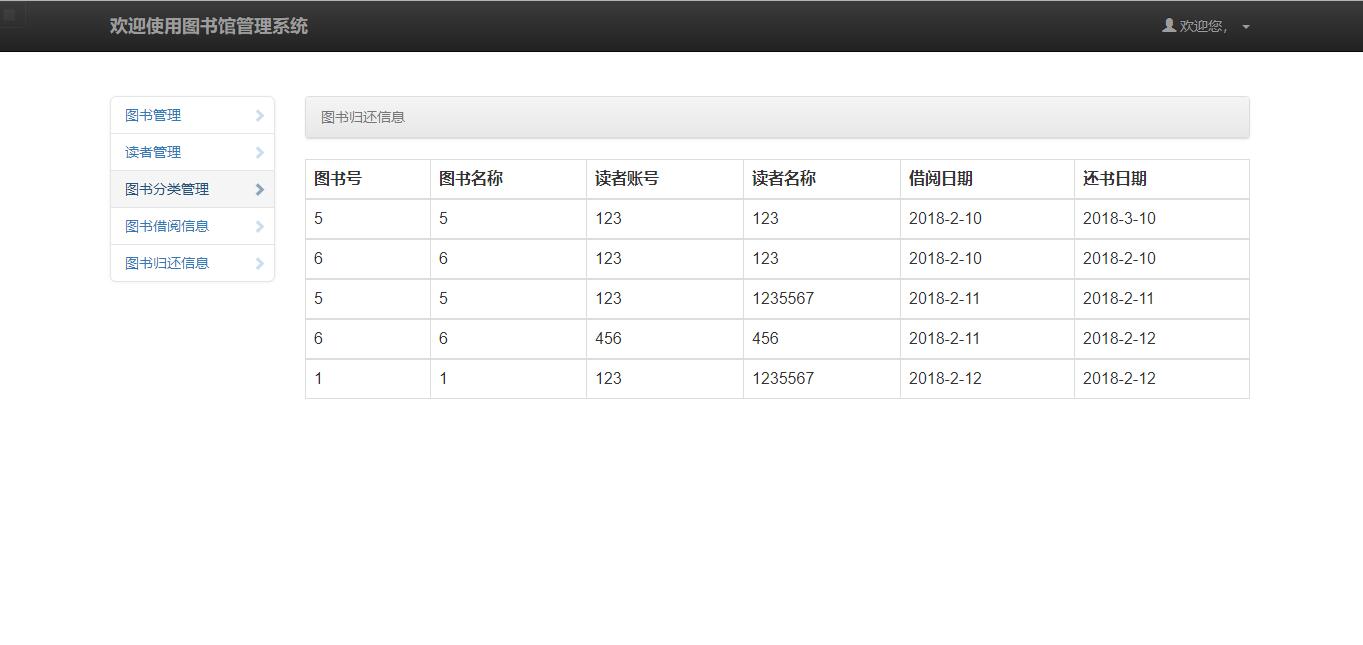 欢迎使用图书馆管理系统
欢迎您，
图书管理
读者管理
图书分类管理
图书借阅信息
图书归还信息
图书归还信息
图书号 图书名称 读者账号 读者名称 借阅日期 还书日期
5 5 123 123 2018-2-10 2018-3-10
6 6 123 123 2018-2-10 2018-2-10
5 5 123 1235567 2018-2-11 2018-2-11
6 6 456 456 2018-2-11 2018-2-12
1 1 123 1235567 2018-2-12 2018-2-12